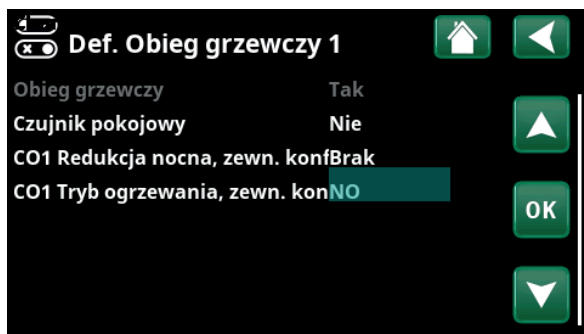 Def. Obieg grzewczy 1
Obieg grzewczy Tak
Czujnik pokojowy Nie
CO1 Redukcja nocna, zewn. konfBrak
CO1 Tryb ogrzewania, zewn. konNO
OK